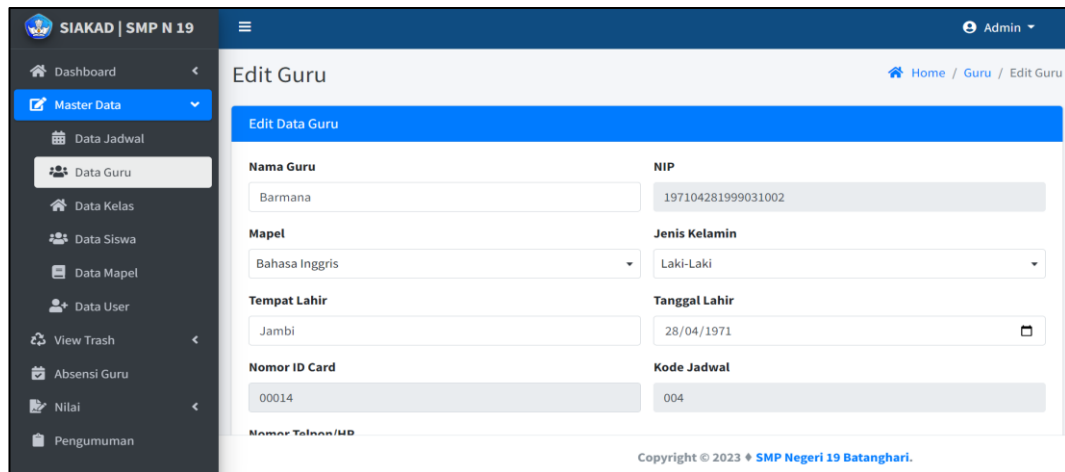 SIAKAD | SMP N 19
Admin
Dashboard
Master Data
Data Jadwal
Data Guru
Data Kelas
Data Siswa
Data Mapel
Data User
View Trash
Absensi Guru
Nilai
Pengumuman
Edit Guru
Home / Guru / Edit Guru
Edit Data Guru
Nama Guru
Barmana
NIP
197104281999031002
Mapel
Bahasa Inggris
Jenis Kelamin
Laki-Laki
Tempat Lahir
Jambi
Tanggal Lahir
28/04/1971
Nomor ID Card
00014
Kode Jadwal
004
Nomor Telpon/HP
Copyright © 2023 ♦ SMP Negeri 19 Batanghari.